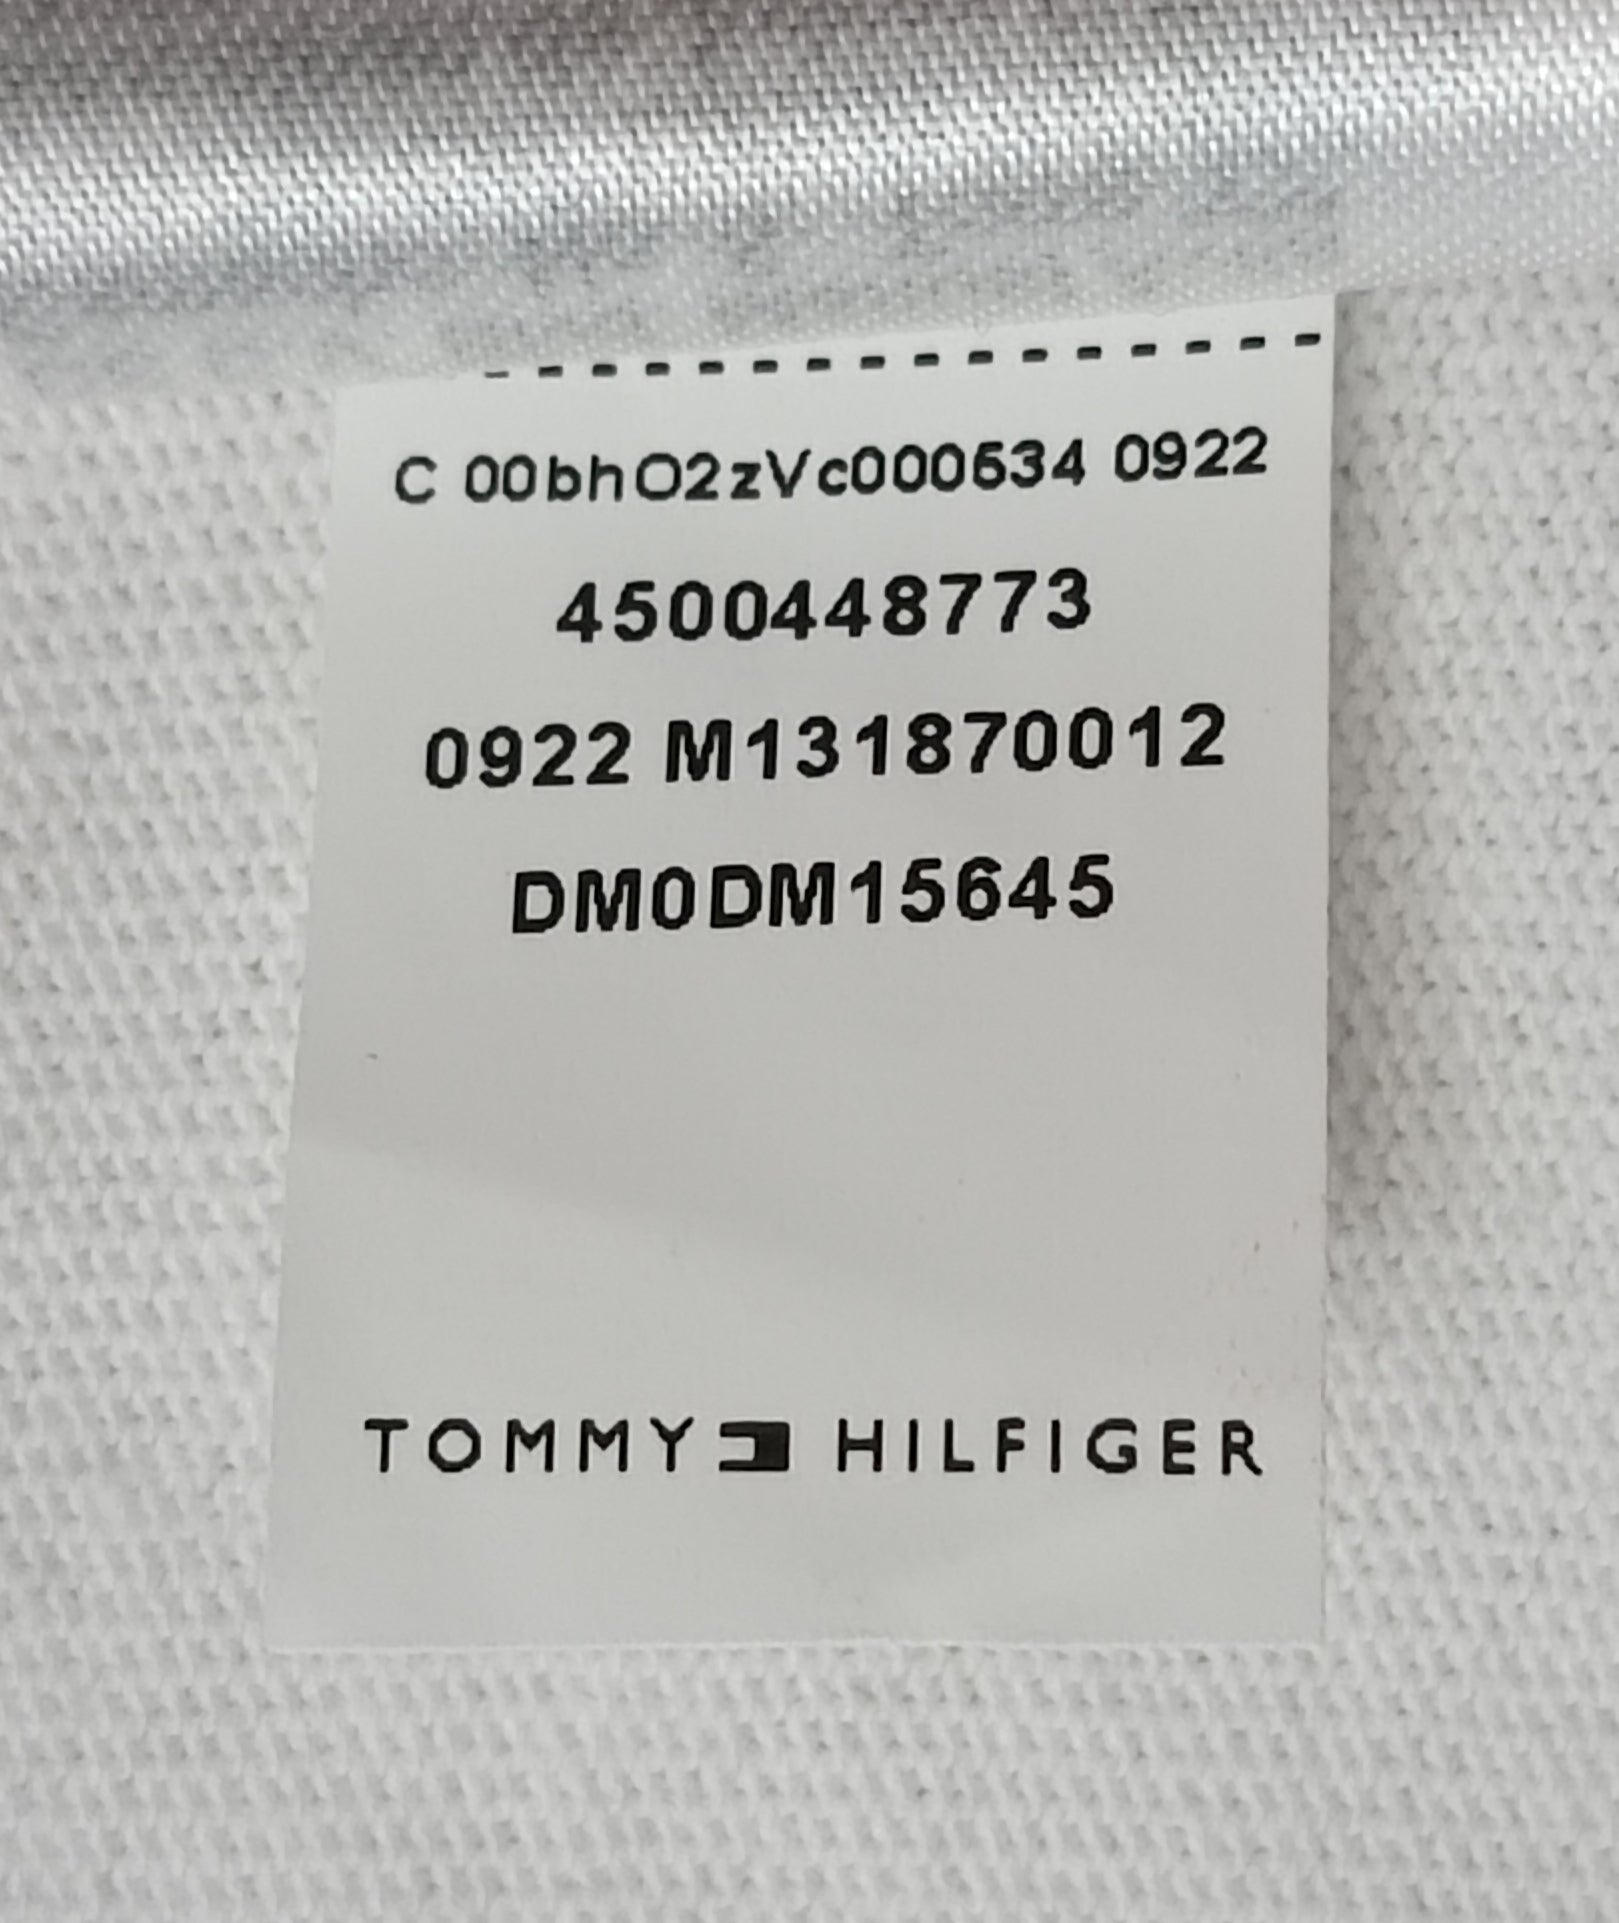 C 00bhO2zVc000634 0922
4500448773
0922 M131870012
DM0DM15645
TOMMY HILFIGER